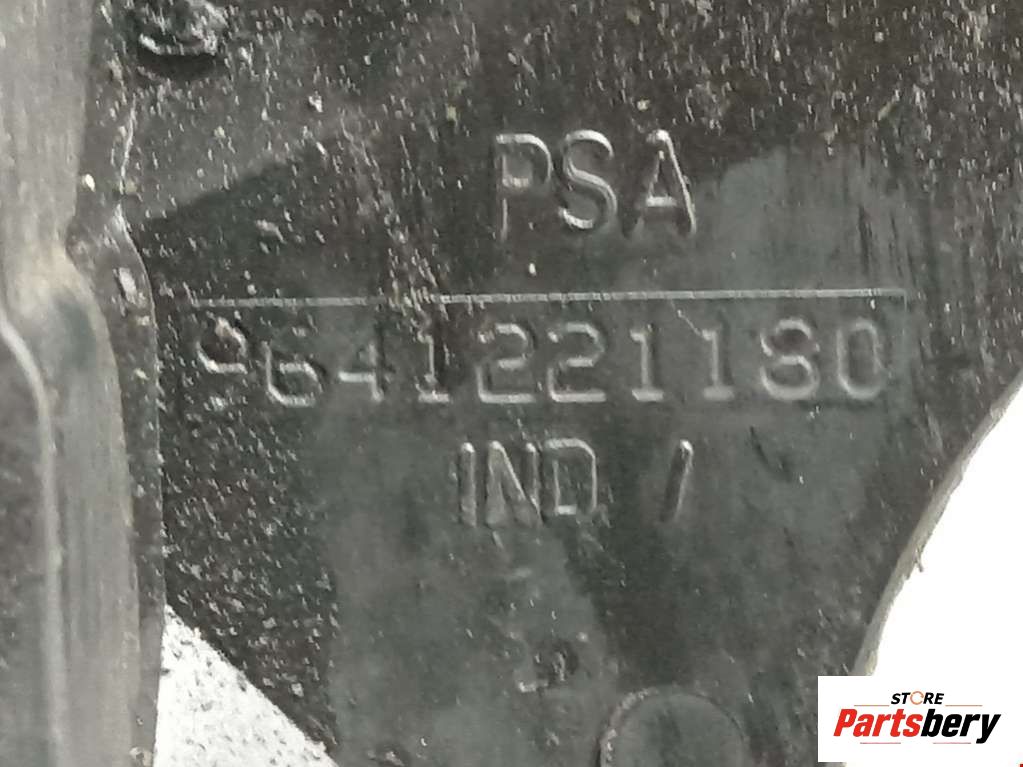 PSA
9641221180
IND /
STORE
Partsbery